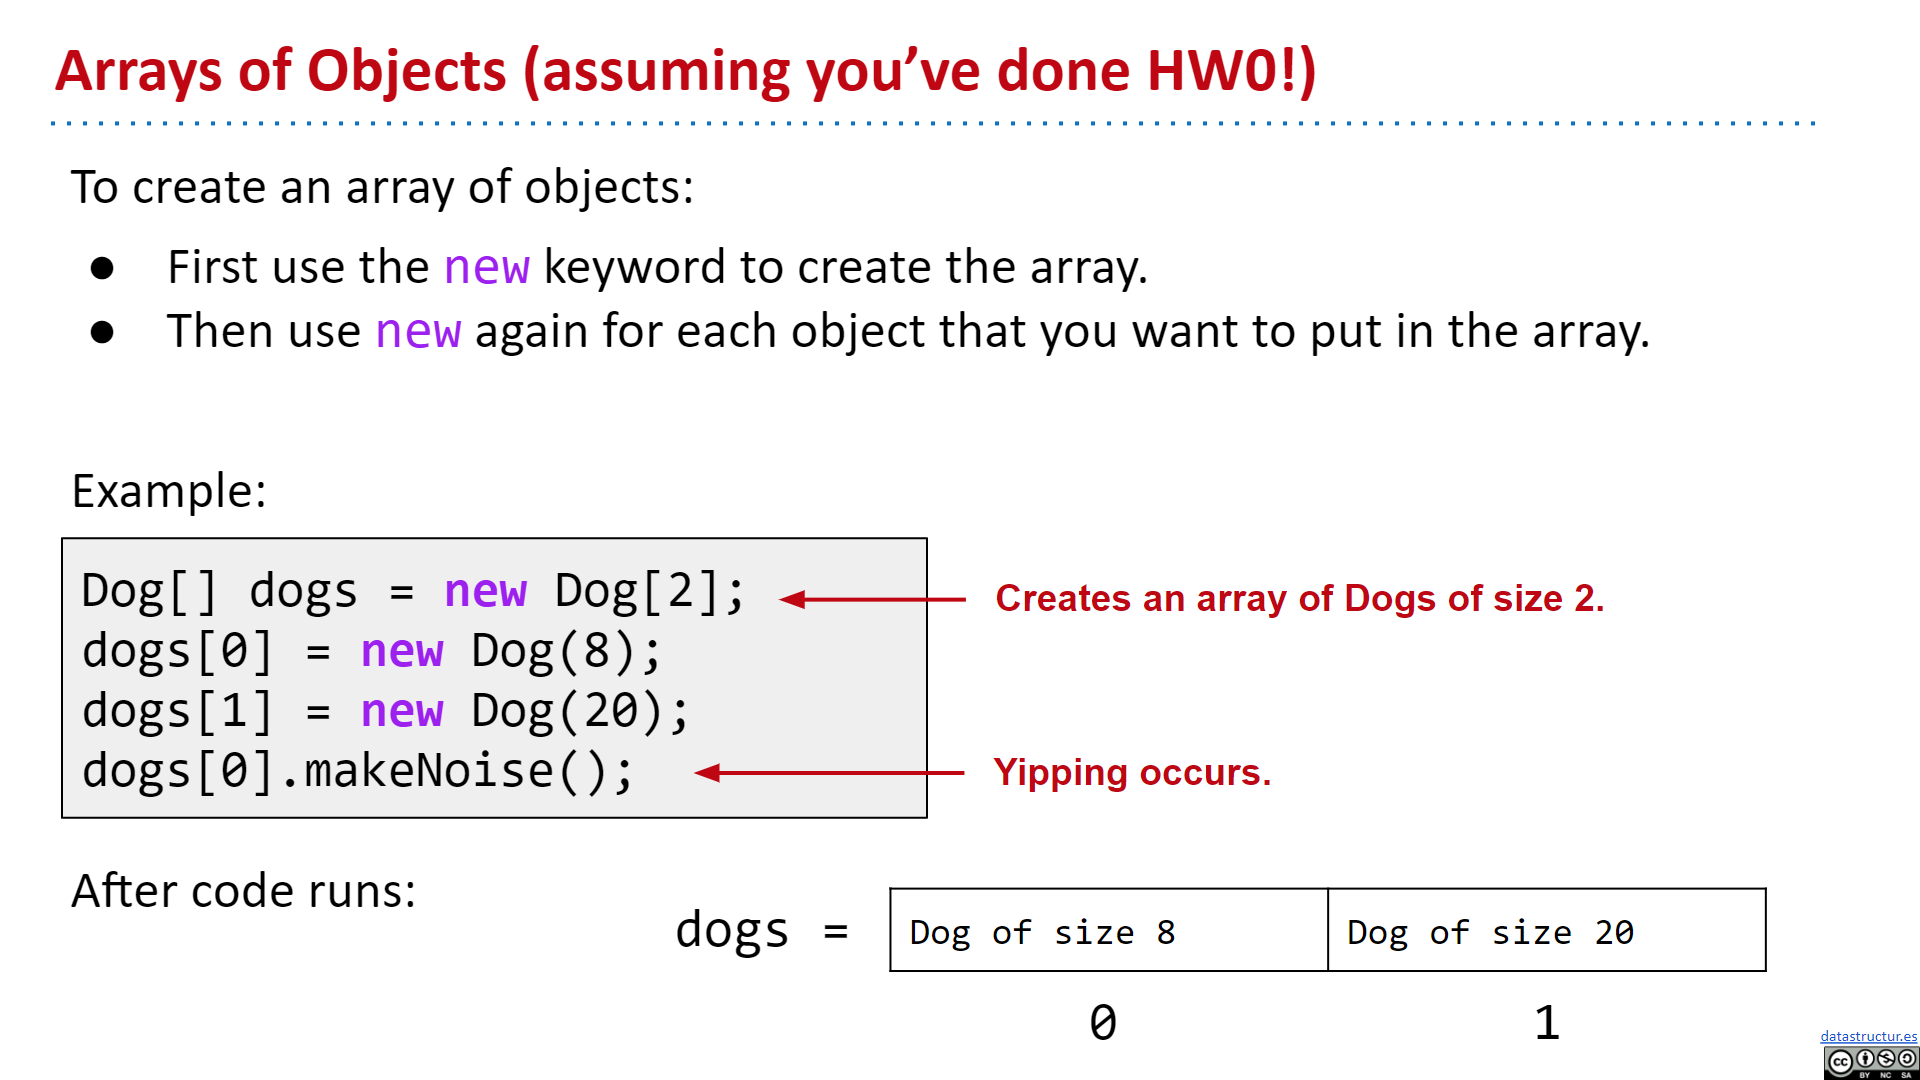 Arrays of Objects (assuming you’ve done HW0!)
To create an array of objects:
● First use the new keyword to create the array.
● Then use new again for each object that you want to put in the array.
Example:
Dog[] dogs = new Dog[2];
Creates an array of Dogs of size 2.
dogs[0] = new Dog(8);
dogs[1] = new Dog(20);
dogs[0].makeNoise();
Yipping occurs.
After code runs:
dogs =
Dog of size 8
Dog of size 20
0
1
datastructur.es
cc
BY NC SA